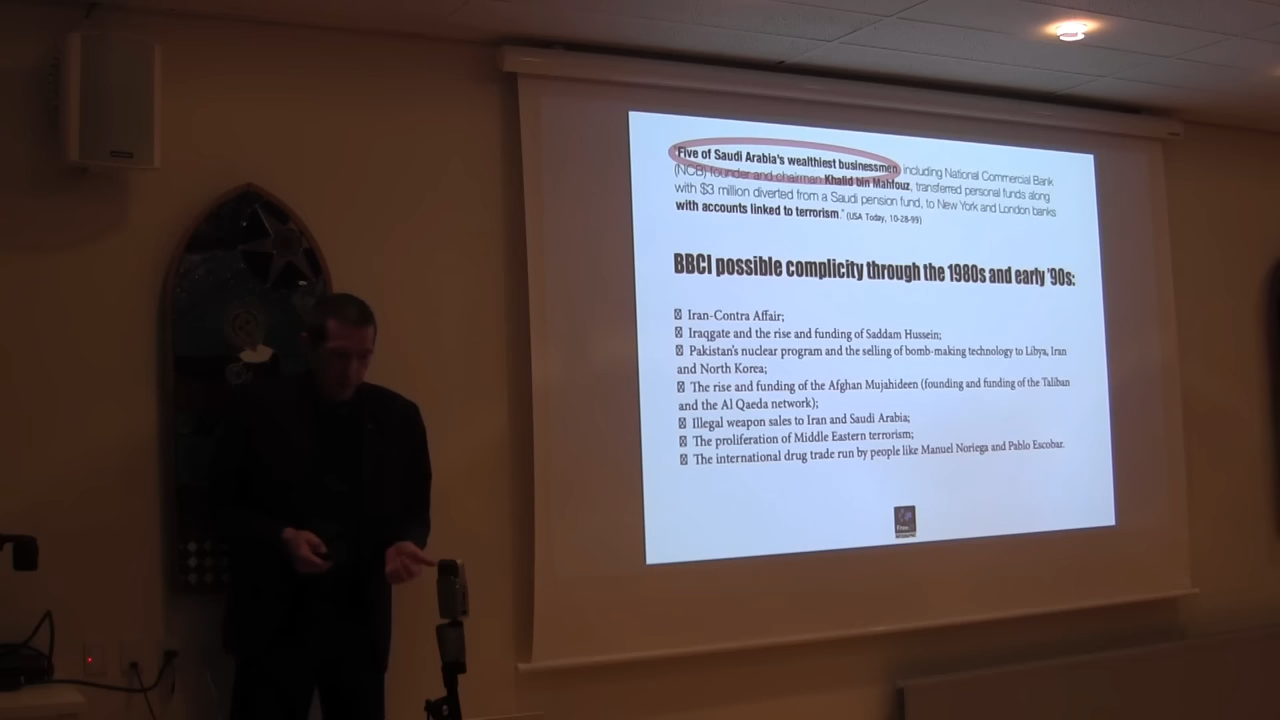 "Five of Saudi Arabia's wealthiest businessmen, including National Commercial Bank
(NCB) founder and chairman Khalid bin Mahfouz, transferred personal funds along
with $3 million diverted from a Saudi pension fund, to New York and London banks
with accounts linked to terrorism." (USA Today, 10-28-99)
BBCI possible complicity through the 1980s and early '90s:
Iran-Contra Affair;
Iraqgate and the rise and funding of Saddam Hussein;
Pakistan's nuclear program and the selling of bomb-making technology to Libya, Iran
and North Korea;
The rise and funding of the Afghan Mujahideen (founding and funding of the Taliban
and the Al Qaeda network);
Illegal weapon sales to Iran and Saudi Arabia;
The proliferation of Middle Eastern terrorism;
The international drug trade run by people like Manuel Noriega and Pablo Escobar.